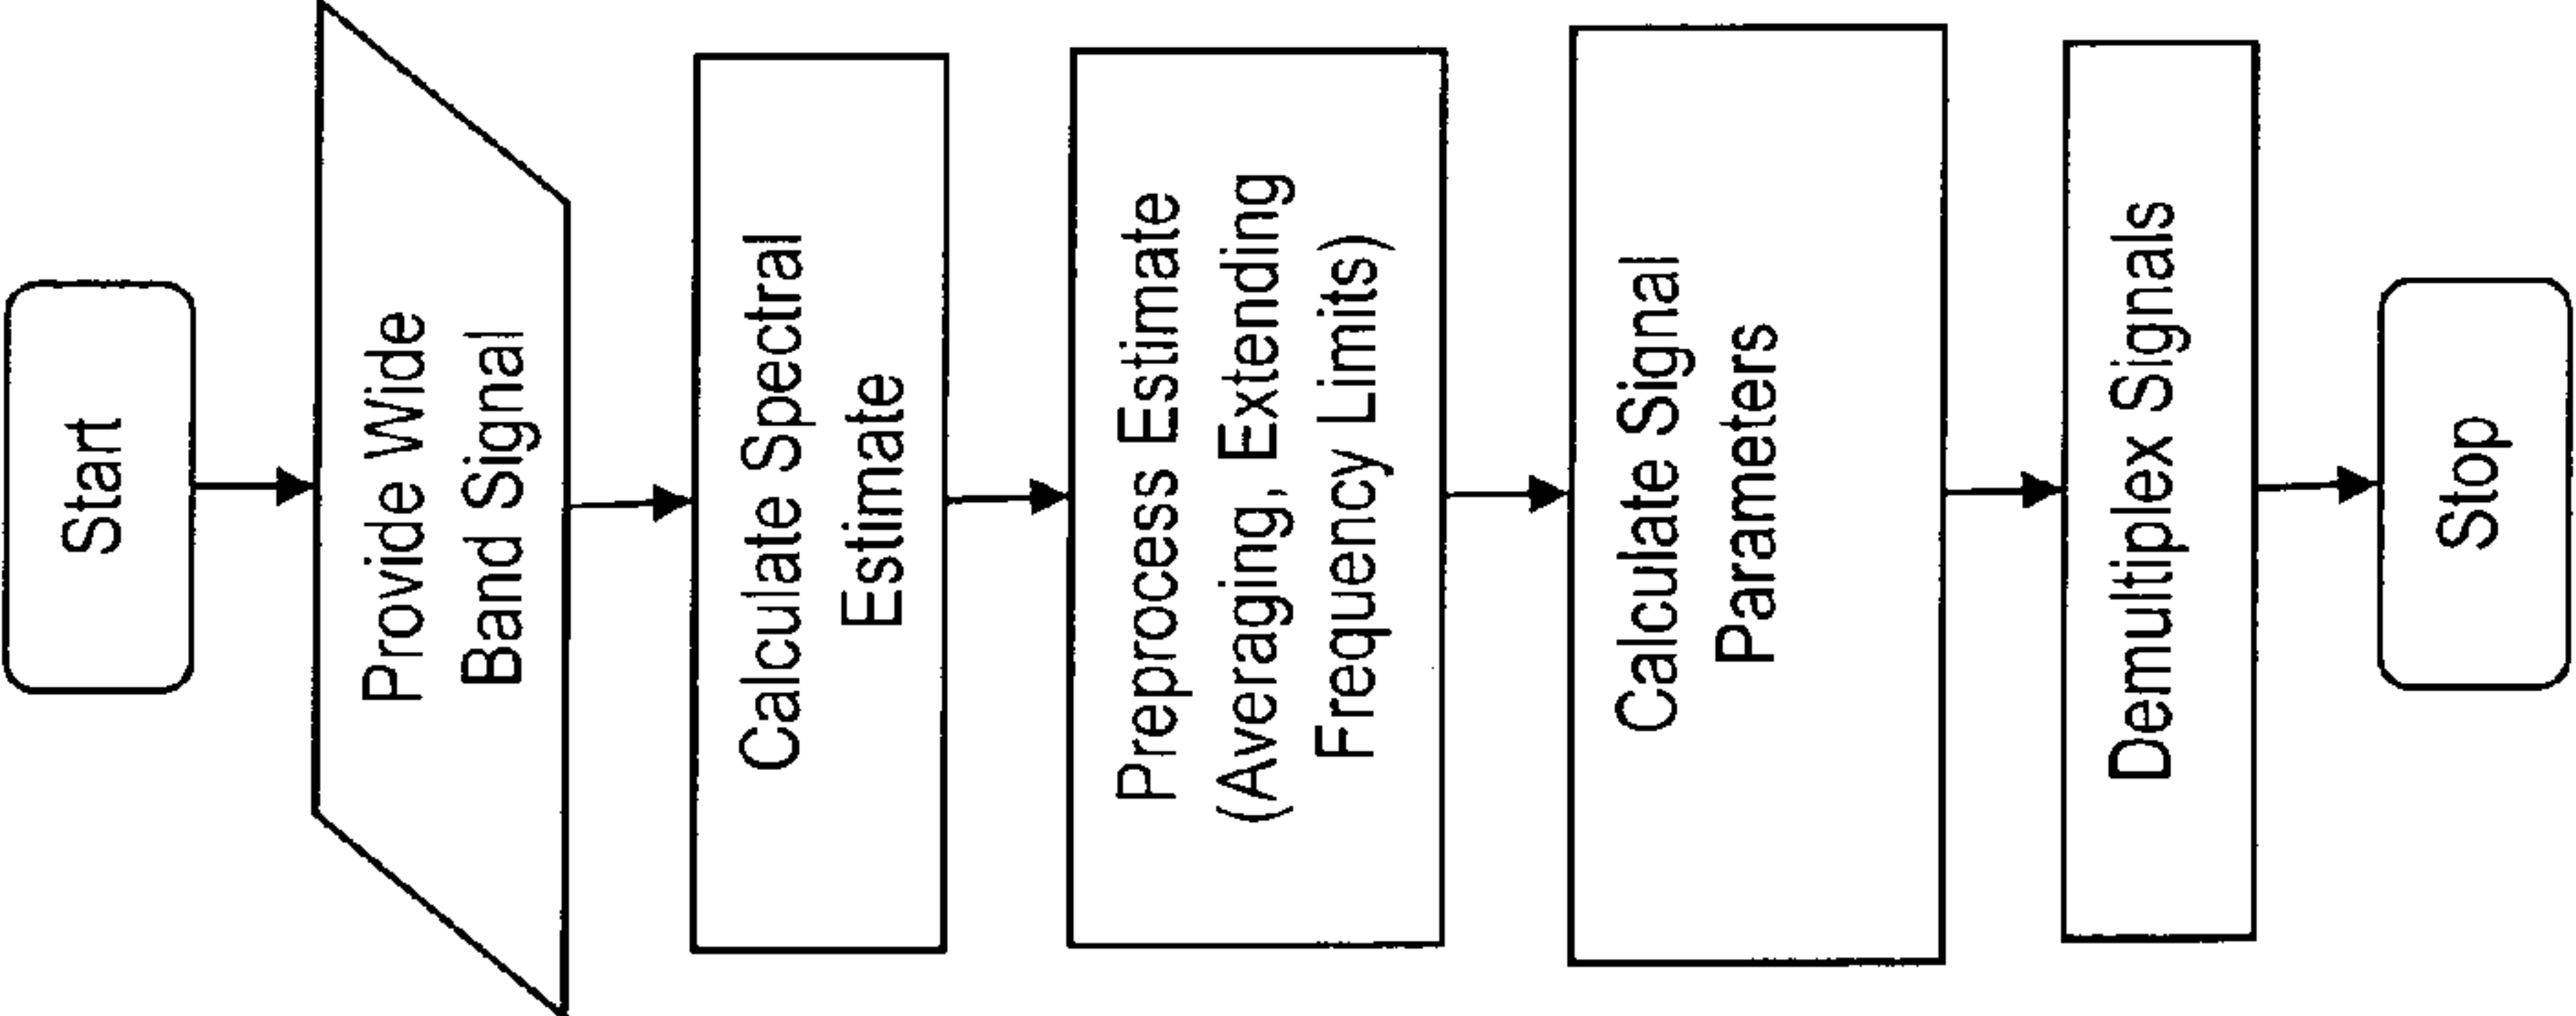 Start
Provide Wide
Band Signal
Calculate Spectral
Estimate
Preprocess Estimate
(Averaging, Extending
Frequency Limits)
Calculate Signal
Parameters
Demultiplex Signals
Stop